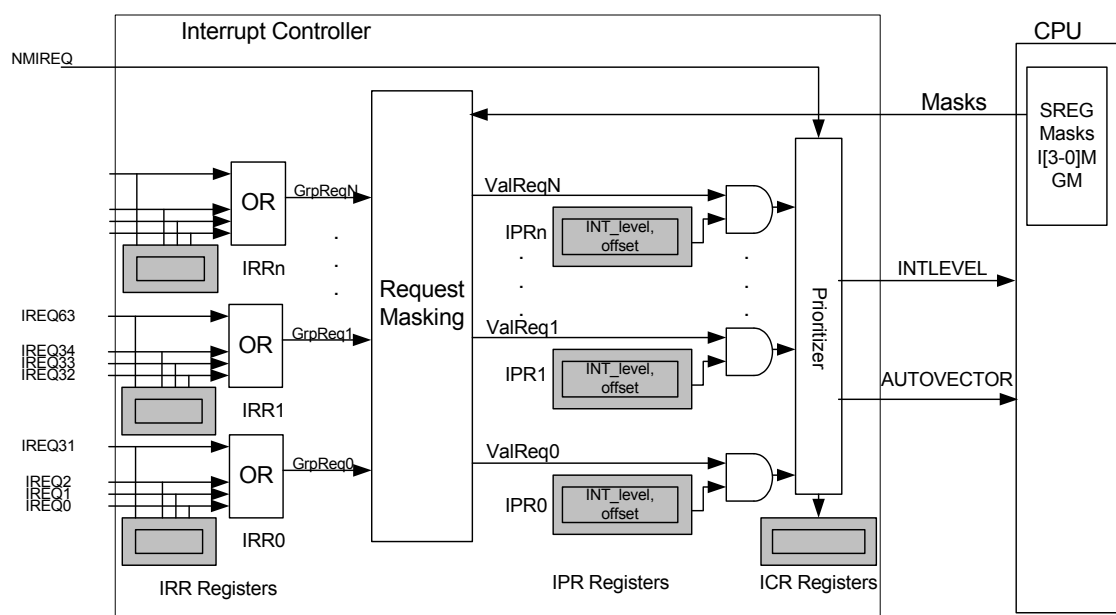 Interrupt Controller
CPU
NMIREQ
Masks
SREG
Masks
I[3-0]M
GM
OR
GrpReqN
ValReqN
IRRn
IPRn
INT_level,
offset
.
.
.
.
.
.
.
.
.
Request
Masking
Prioritizer
INTLEVEL
IREQ63
IREQ34
IREQ33
IREQ32
OR
GrpReq1
ValReq1
IRR1
IPR1
INT_level,
offset
AUTOVECTOR
IREQ31
IREQ2
IREQ1
IREQ0
OR
GrpReq0
ValReq0
IRR0
IPR0
INT_level,
offset
IRR Registers
IPR Registers
ICR Registers